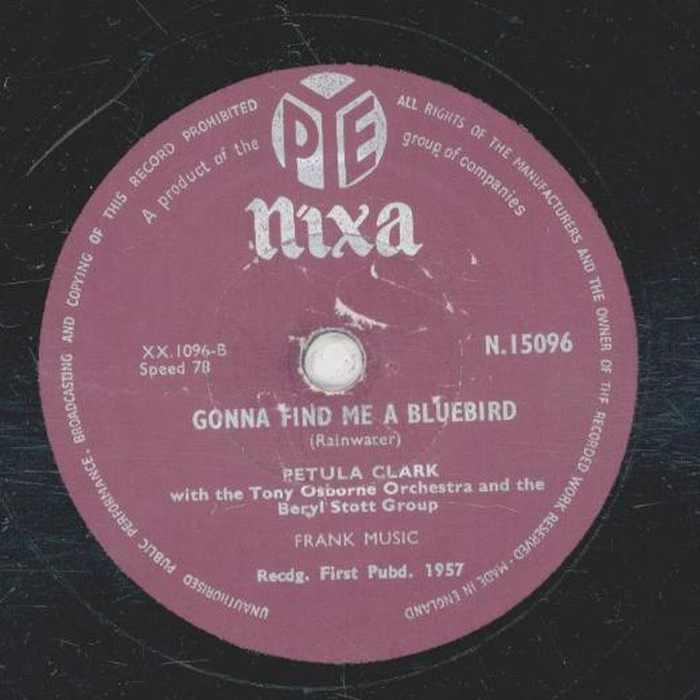 UNAUTHORISED PUBLIC PERFORMANCE, BROADCASTING AND COPYING OF THIS RECORD PROHIBITED
ALL RIGHTS OF THE MANUFACTURERS AND THE OWNER OF THE RECORDED WORK RESERVED · MADE IN ENGLAND
A product of the
PYE
group of companies
nixa
XX.1096-B
Speed 78
N.15096
GONNA FIND ME A BLUEBIRD
(Rainwater)
PETULA CLARK
with the Tony Osborne Orchestra and the
Beryl Stott Group
FRANK MUSIC
Recdg. First Pubd. 1957